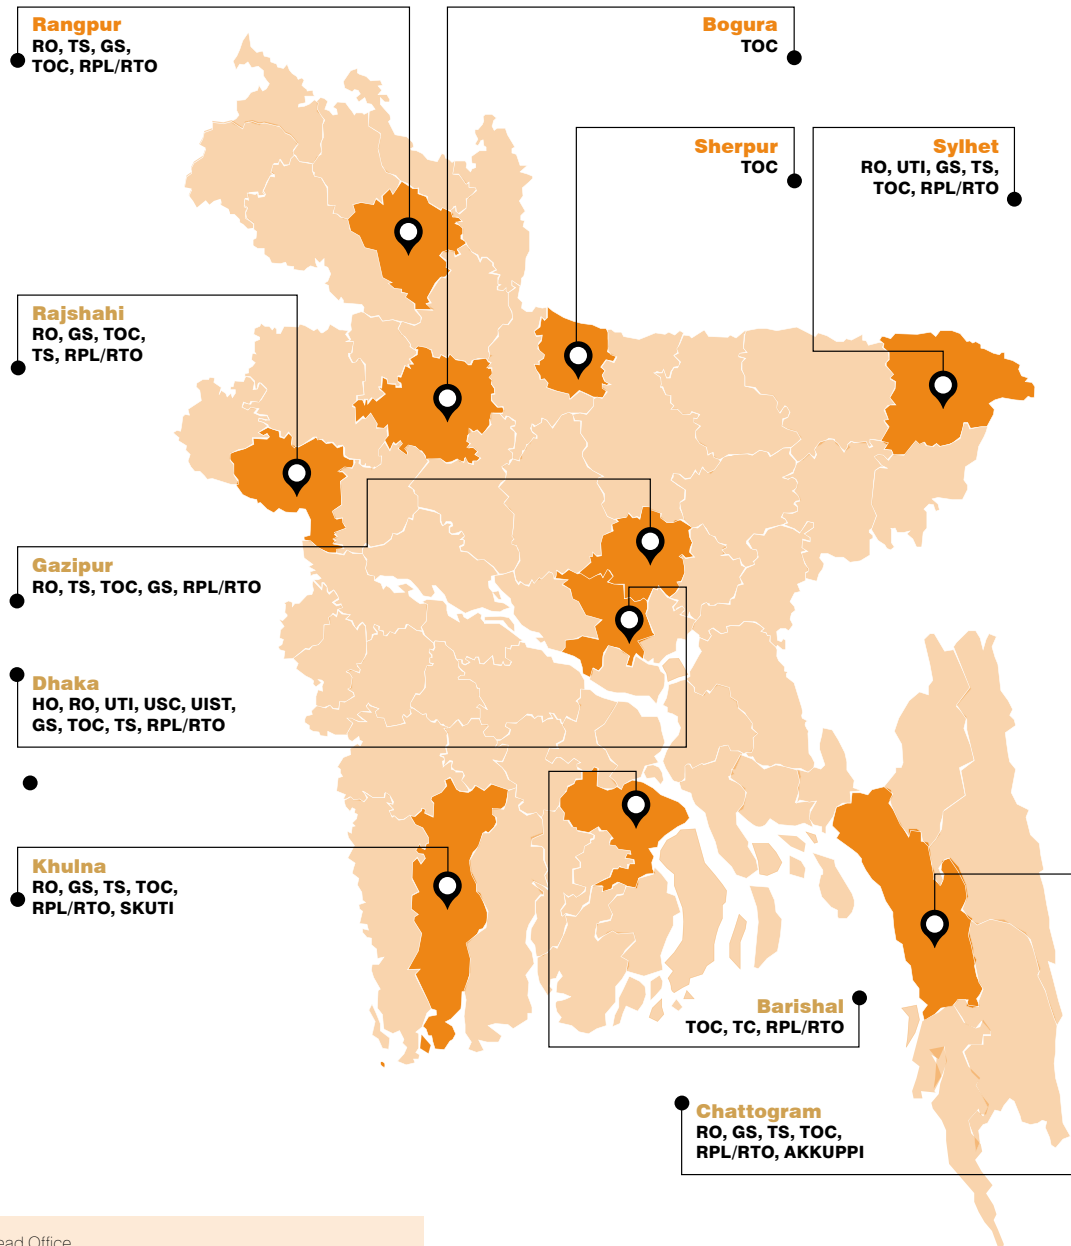 Rangpur
RO, TS, GS,
TOC, RPL/RTO
Bogura
TOC
Sherpur
TOC
Sylhet
RO, UTI, GS, TS,
TOC, RPL/RTO
Rajshahi
RO, GS, TOC,
TS, RPL/RTO
Gazipur
RO, TS, TOC, GS, RPL/RTO
Dhaka
HO, RO, UTI, USC, UIST,
GS, TOC, TS, RPL/RTO
Khulna
RO, GS, TS, TOC,
RPL/RTO, SKUTI
Barishal
TOC, TC, RPL/RTO
Chattogram
RO, GS, TS, TOC,
RPL/RTO, AKKUPPI
Office